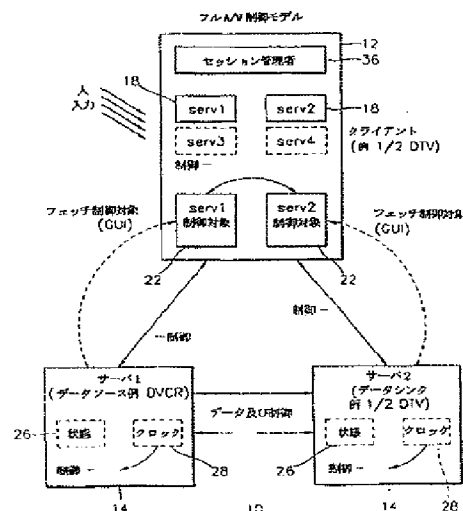 フルA/V制御モデル
12
セッション管理者
36
18
serv1
serv2
18
人
入力
serv3
serv4
クライアント
(例 1/2 DTV)
制御
フェッチ制御対象
(GUI)
serv1
制御対象
serv2
制御対象
フェッチ制御対象
(GUI)
22
22
制御
制御
サーバ1
(データソース例 DVCR)
サーバ2
(データシンク
例 1/2 DTV)
データ及び制御
26
状態
クロック
制御
28
26
状態
クロック
制御
28
14
10
14